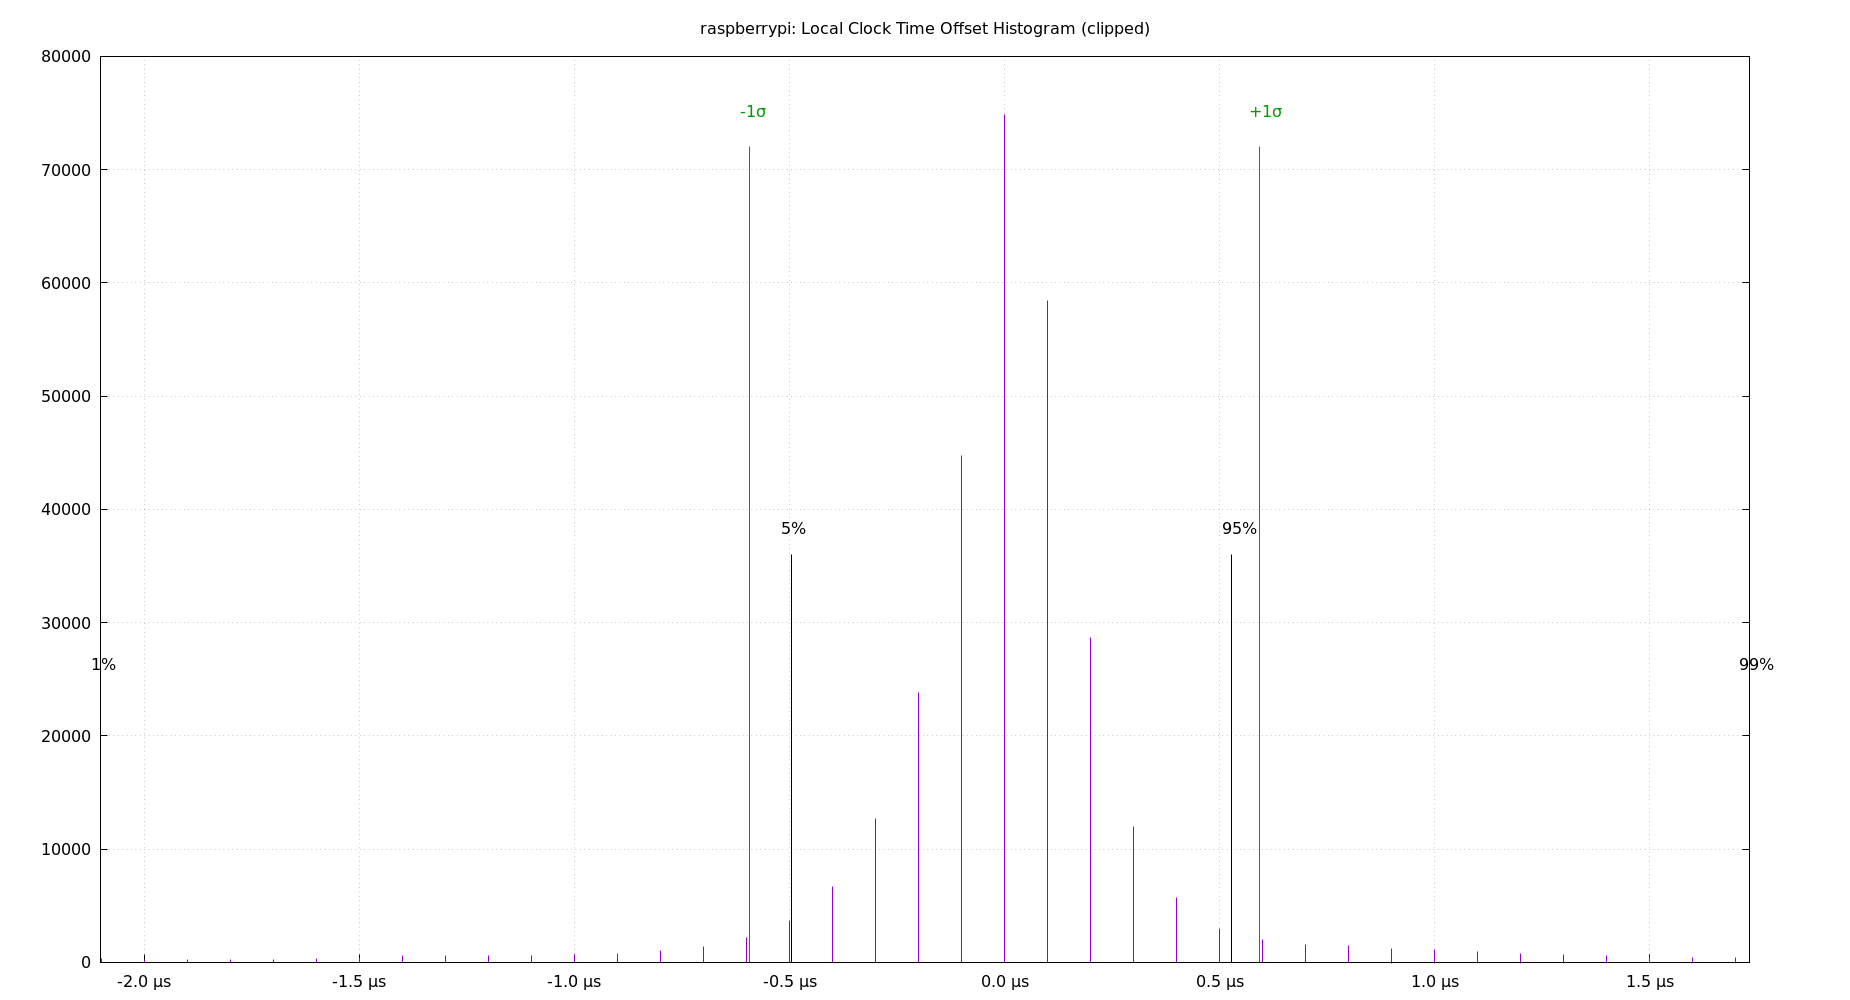 raspberrypi: Local Clock Time Offset Histogram (clipped)
80000
-1σ
+1σ
70000
60000
50000
40000
5%
95%
30000
1%
99%
20000
10000
0
-2.0 µs
-1.5 µs
-1.0 µs
-0.5 µs
0.0 µs
0.5 µs
1.0 µs
1.5 µs